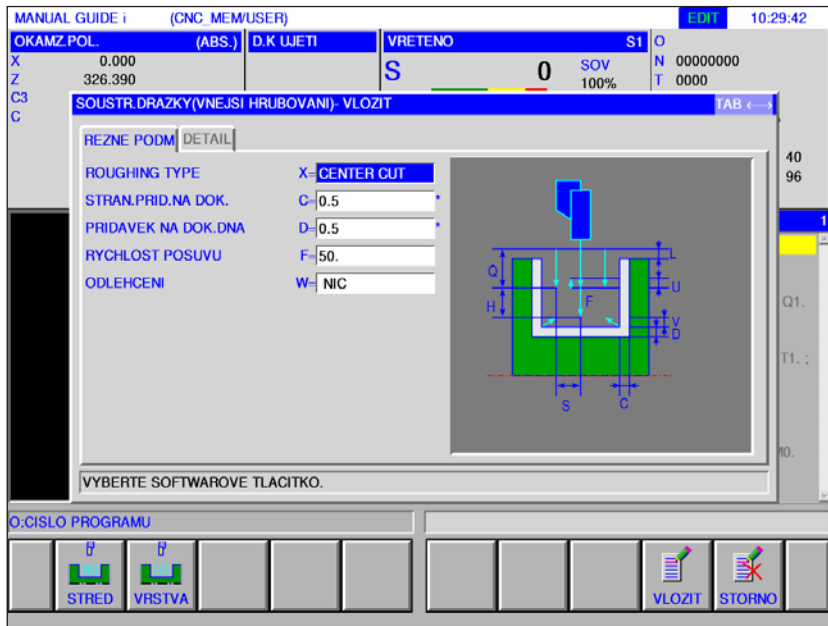 MANUAL GUIDE i (CNC_MEM/USER) EDIT 10:29:42
OKAMZ.POL. (ABS.) D.K UJETI VRETENO S1 O
X 0.000 S 0 SOV N 00000000
Z 326.390 100% T 0000
C3
C
SOUSTR.DRAZKY(VNEJSI HRUBOVANI)- VLOZIT TAB
REZNE PODM DETAIL
40
96
ROUGHING TYPE X= CENTER CUT
STRAN.PRID.NA DOK. C= 0.5 *
PRIDAVEK NA DOK.DNA D= 0.5 *
RYCHLOST POSUVU F= 50.
ODLEHCENI W= NIC
1
L
Q
U
H
F
V
D
S
C
Q1.
T1. ;
M0.
VYBERTE SOFTWAROVE TLACITKO.
O:CISLO PROGRAMU
STRED VRSTVA VLOZIT STORNO